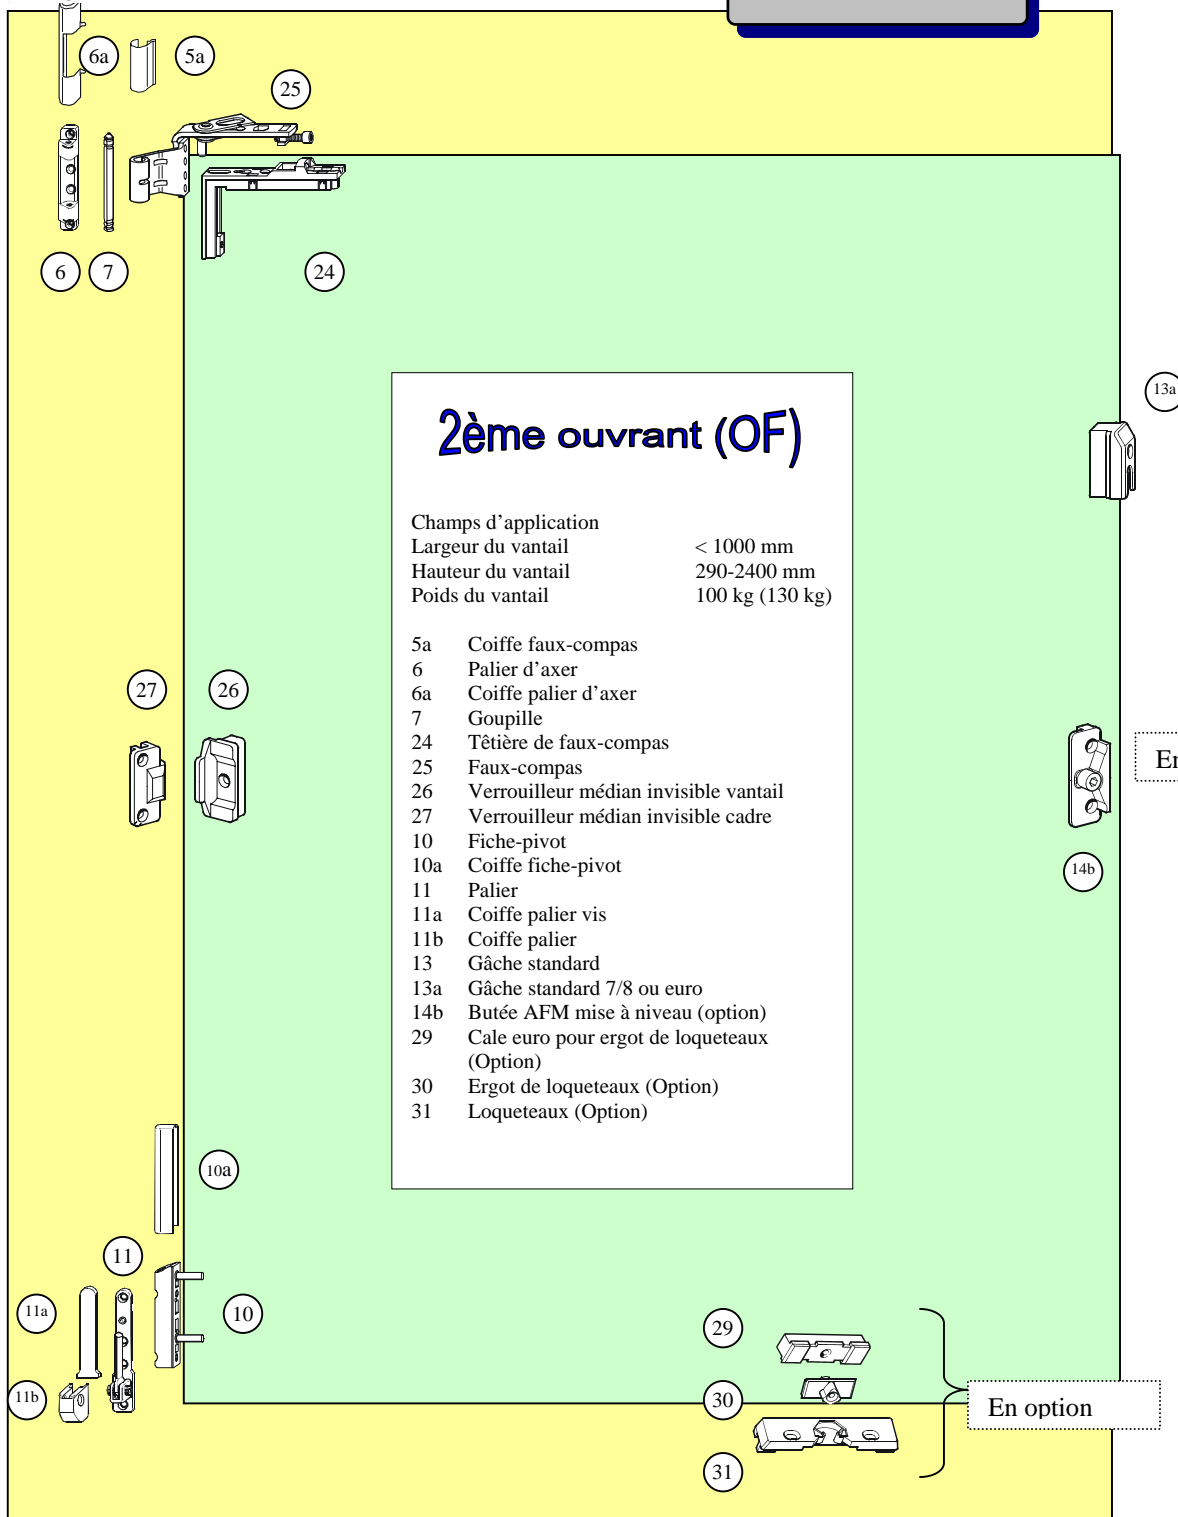 6a
5a
25
6
7
24
13a
2ème ouvrant (OF)
Champs d’application
Largeur du vantail < 1000 mm
Hauteur du vantail 290-2400 mm
Poids du vantail 100 kg (130 kg)
5a Coiffe faux-compas
6 Palier d’axer
6a Coiffe palier d’axer
7 Goupille
24 Têtière de faux-compas
25 Faux-compas
26 Verrouilleur médian invisible vantail
27 Verrouilleur médian invisible cadre
10 Fiche-pivot
10a Coiffe fiche-pivot
11 Palier
11a Coiffe palier vis
11b Coiffe palier
13 Gâche standard
13a Gâche standard 7/8 ou euro
14b Butée AFM mise à niveau (option)
29 Cale euro pour ergot de loqueteaux
(Option)
30 Ergot de loqueteaux (Option)
31 Loqueteaux (Option)
27
26
En
14b
10a
11
11a
10
11b
29
30
31
En option